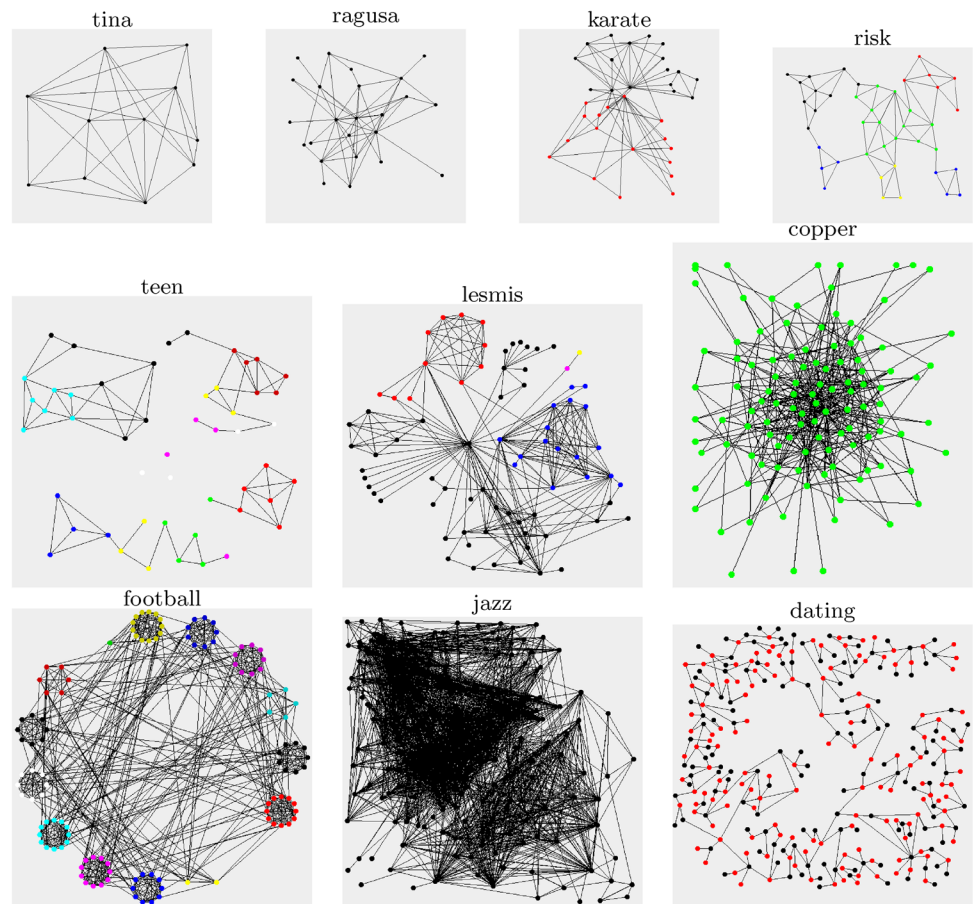 tina
ragusa
karate
risk
teen
lesmis
copper
football
jazz
dating